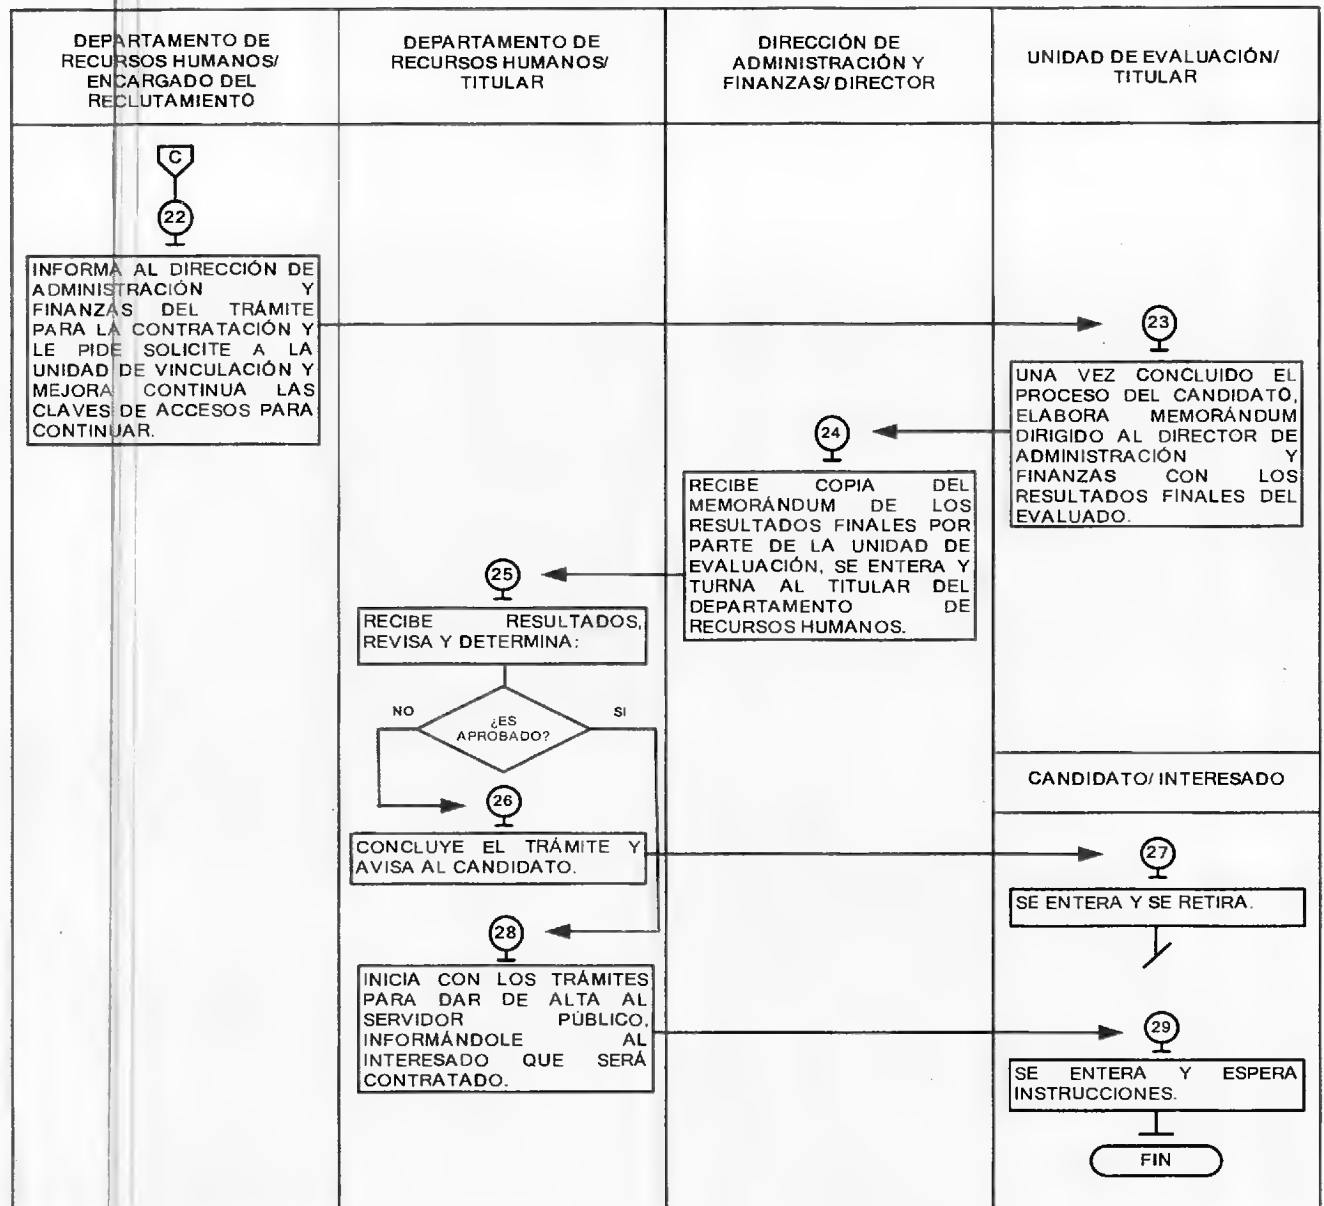 DEPARTAMENTO DE
RECURSOS HUMANOS/
ENCARGADO DEL
RECLUTAMIENTO
DEPARTAMENTO DE
RECURSOS HUMANOS/
TITULAR
DIRECCIÓN DE
ADMINISTRACIÓN Y
FINANZAS/ DIRECTOR
UNIDAD DE EVALUACIÓN/
TITULAR
C
22
INFORMA AL DIRECCIÓN DE
ADMINISTRACIÓN Y
FINANZAS DEL TRÁMITE
PARA LA CONTRATACIÓN Y
LE PIDE SOLICITE A LA
UNIDAD DE VINCULACIÓN Y
MEJORA CONTINUA LAS
CLAVES DE ACCESOS PARA
CONTINUAR.
23
UNA VEZ CONCLUIDO EL
PROCESO DEL CANDIDATO,
ELABORA MEMORÁNDUM
DIRIGIDO AL DIRECTOR DE
ADMINISTRACIÓN Y
FINANZAS CON LOS
RESULTADOS FINALES DEL
EVALUADO.
24
RECIBE COPIA DEL
MEMORÁNDUM DE LOS
RESULTADOS FINALES POR
PARTE DE LA UNIDAD DE
EVALUACIÓN, SE ENTERA Y
TURNA AL TITULAR DEL
DEPARTAMENTO DE
RECURSOS HUMANOS.
25
RECIBE RESULTADOS,
REVISA Y DETERMINA:
NO
¿ES
APROBADO?
SI
26
CONCLUYE EL TRÁMITE Y
AVISA AL CANDIDATO.
CANDIDATO/ INTERESADO
27
SE ENTERA Y SE RETIRA.
28
INICIA CON LOS TRÁMITES
PARA DAR DE ALTA AL
SERVIDOR PÚBLICO,
INFORMÁNDOLE AL
INTERESADO QUE SERÁ
CONTRATADO.
29
SE ENTERA Y ESPERA
INSTRUCCIONES.
FIN